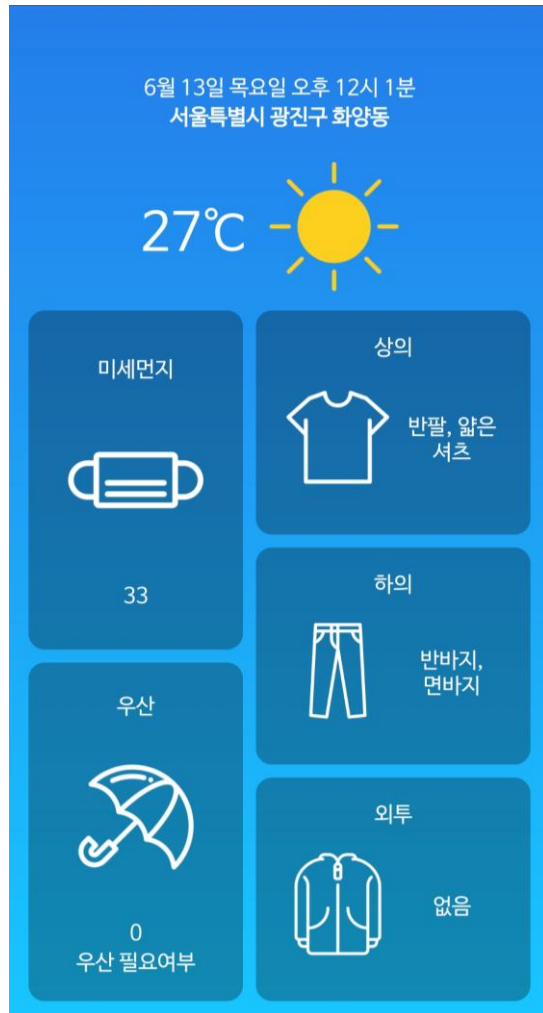 6월 13일 목요일 오후 12시 1분
서울특별시 광진구 화양동
27℃
미세먼지
33
상의
반팔, 얇은
셔츠
하의
반바지,
면바지
우산
0
우산 필요여부
외투
없음